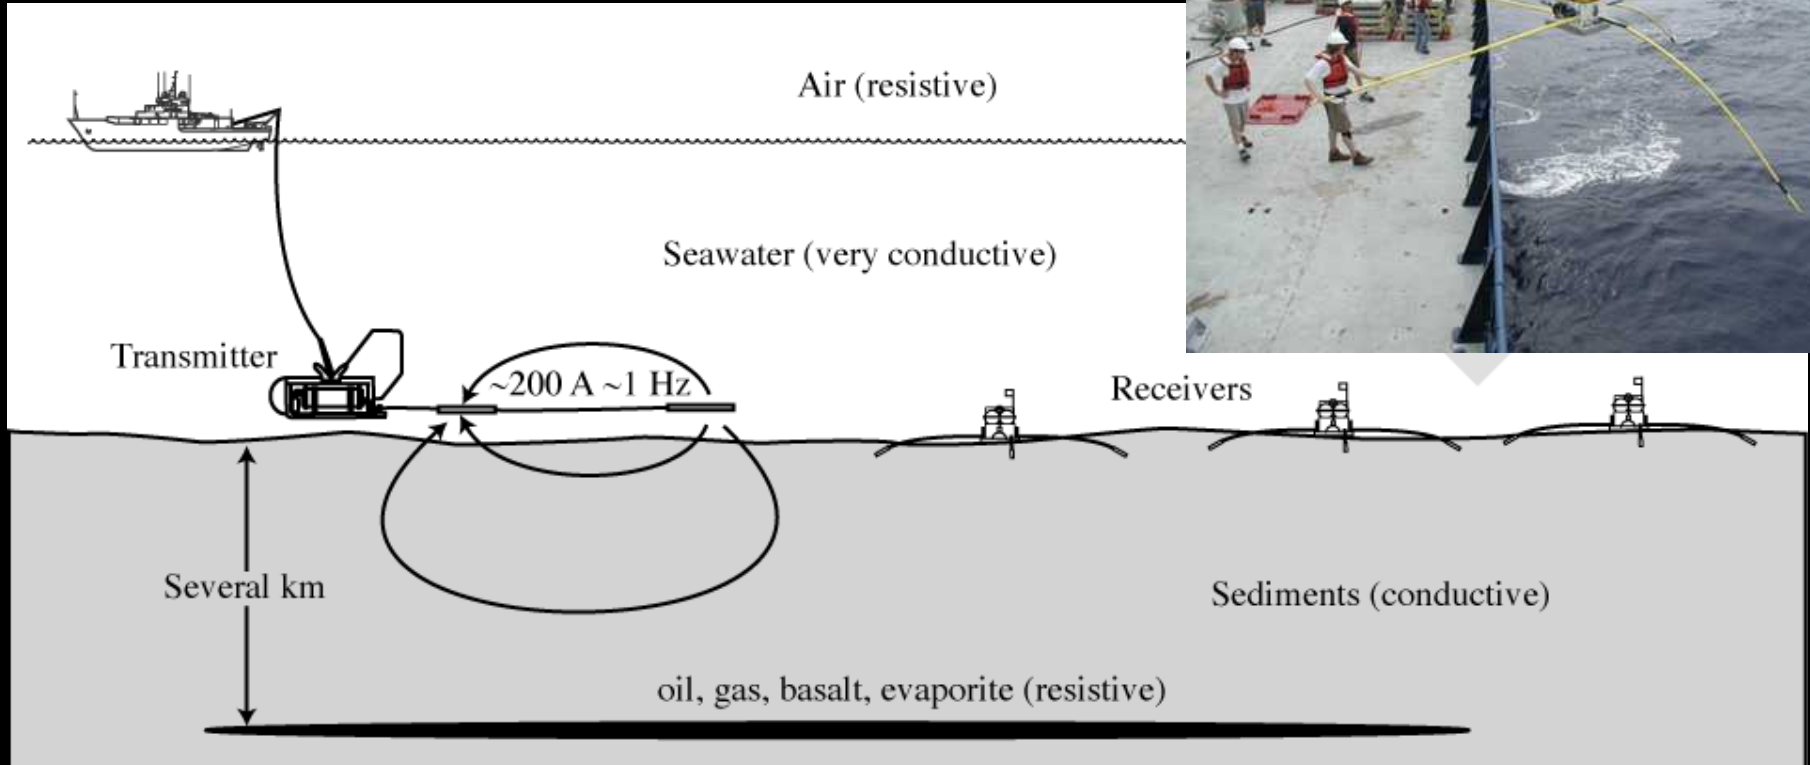 Air (resistive)
Seawater (very conductive)
Transmitter
~200 A ~1 Hz
Receivers
Several km
Sediments (conductive)
oil, gas, basalt, evaporite (resistive)